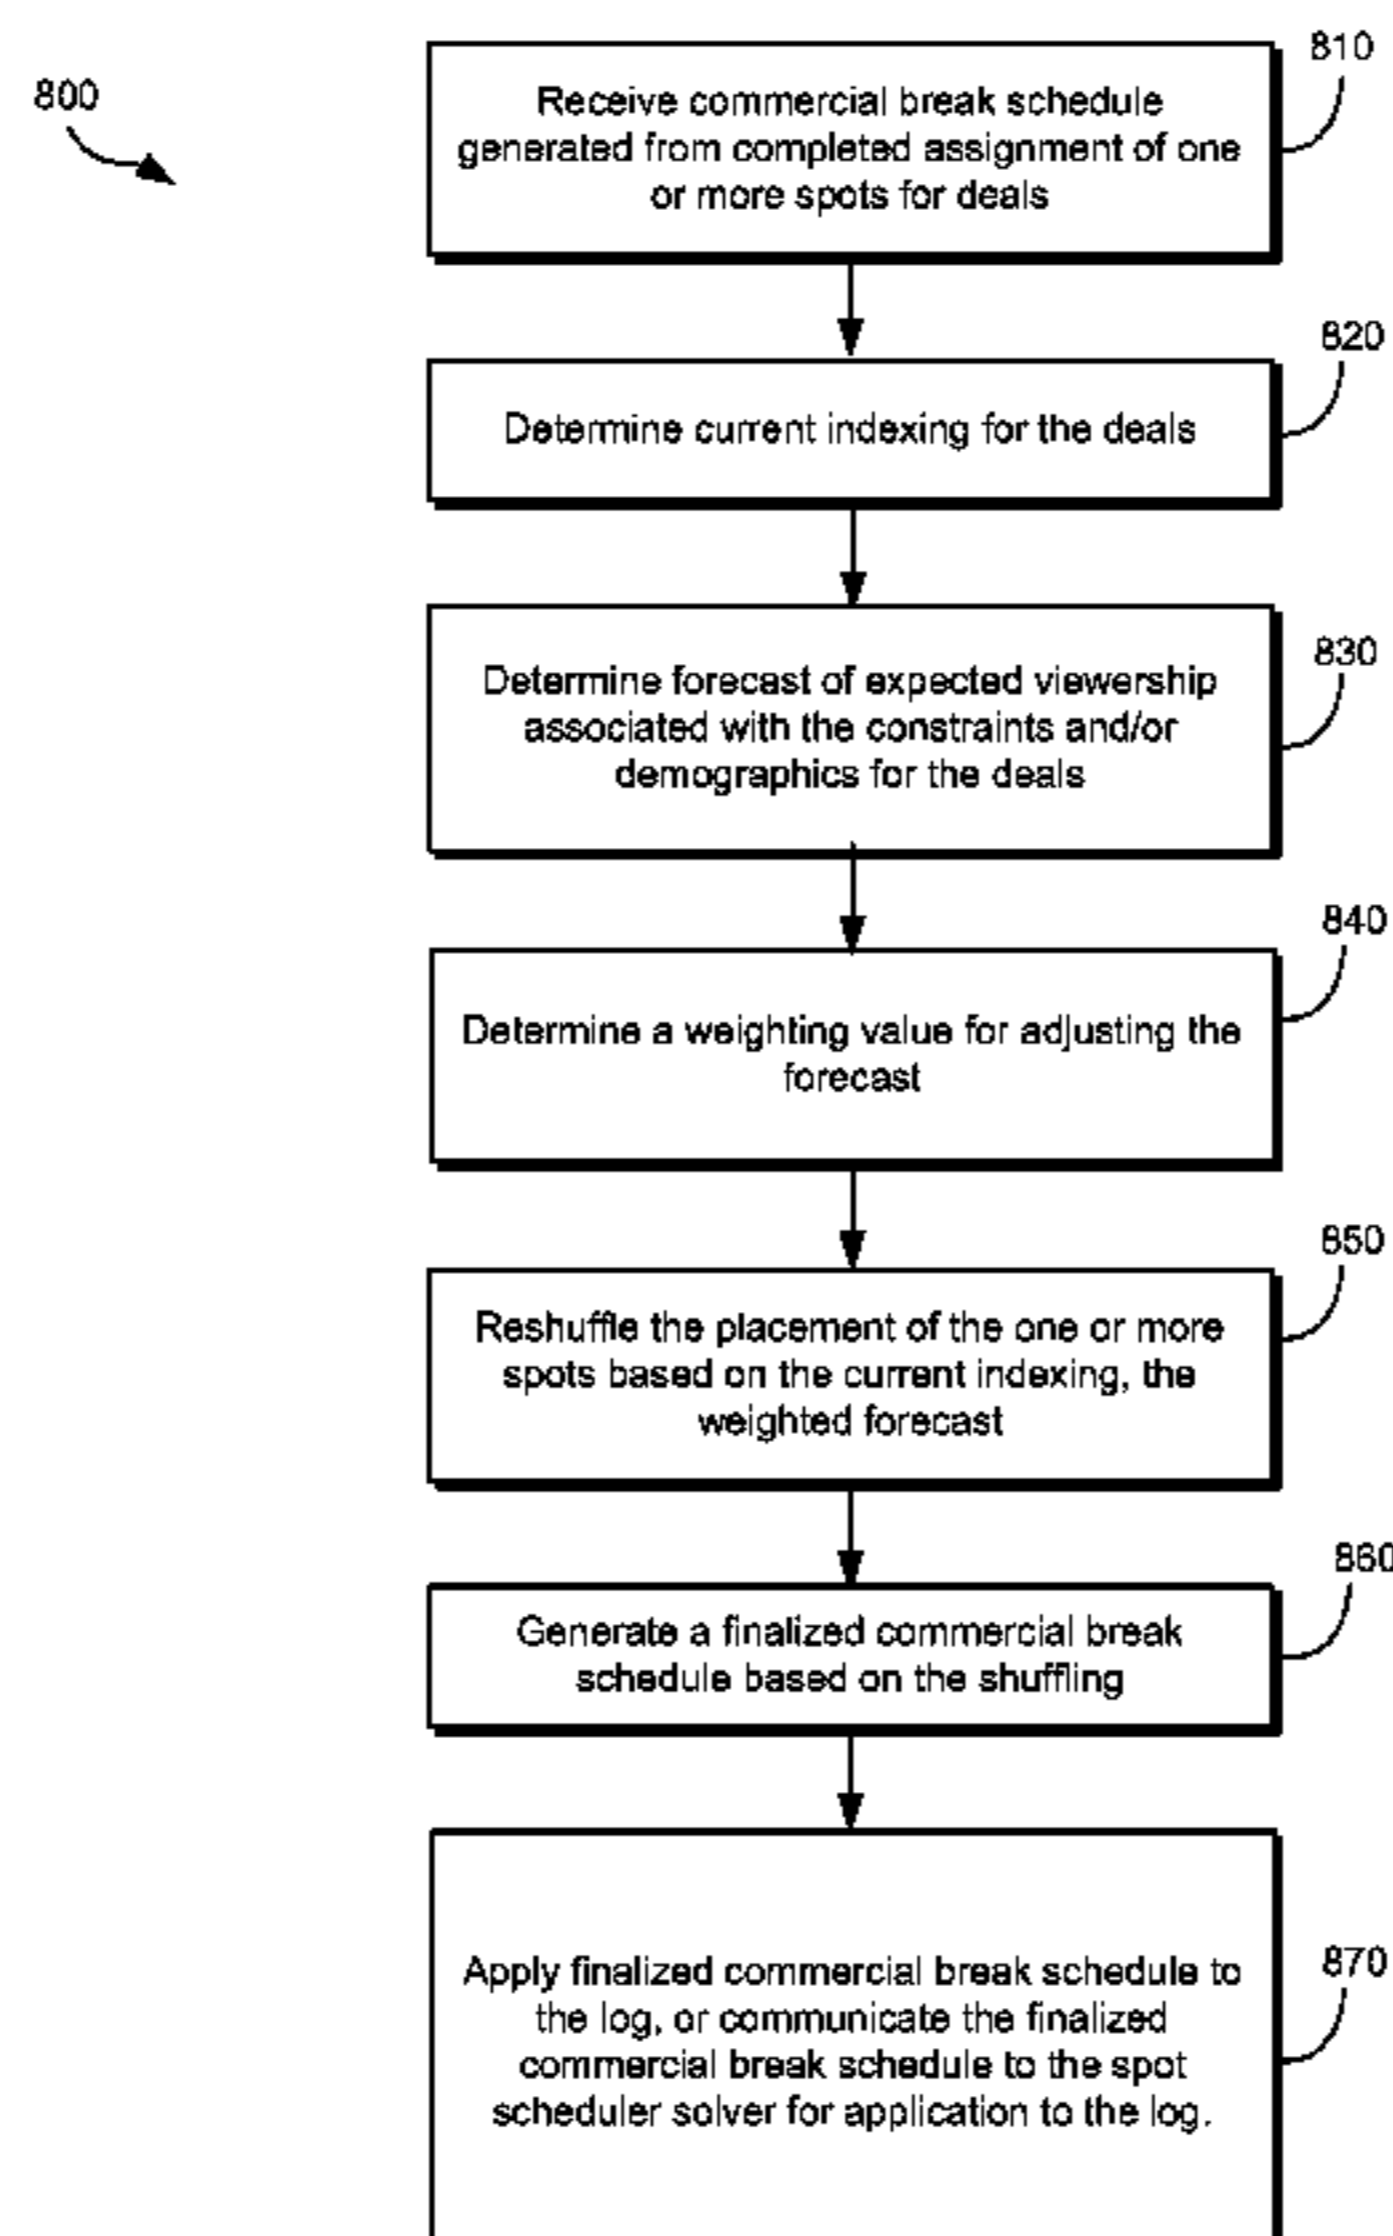 800
810
Receive commercial break schedule
generated from completed assignment of one
or more spots for deals
820
Determine current indexing for the deals
830
Determine forecast of expected viewership
associated with the constraints and/or
demographics for the deals
840
Determine a weighting value for adjusting the
forecast
850
Reshuffle the placement of the one or more
spots based on the current indexing, the
weighted forecast
860
Generate a finalized commercial break
schedule based on the shuffling
870
Apply finalized commercial break schedule to
the log, or communicate the finalized
commercial break schedule to the spot
scheduler solver for application to the log.